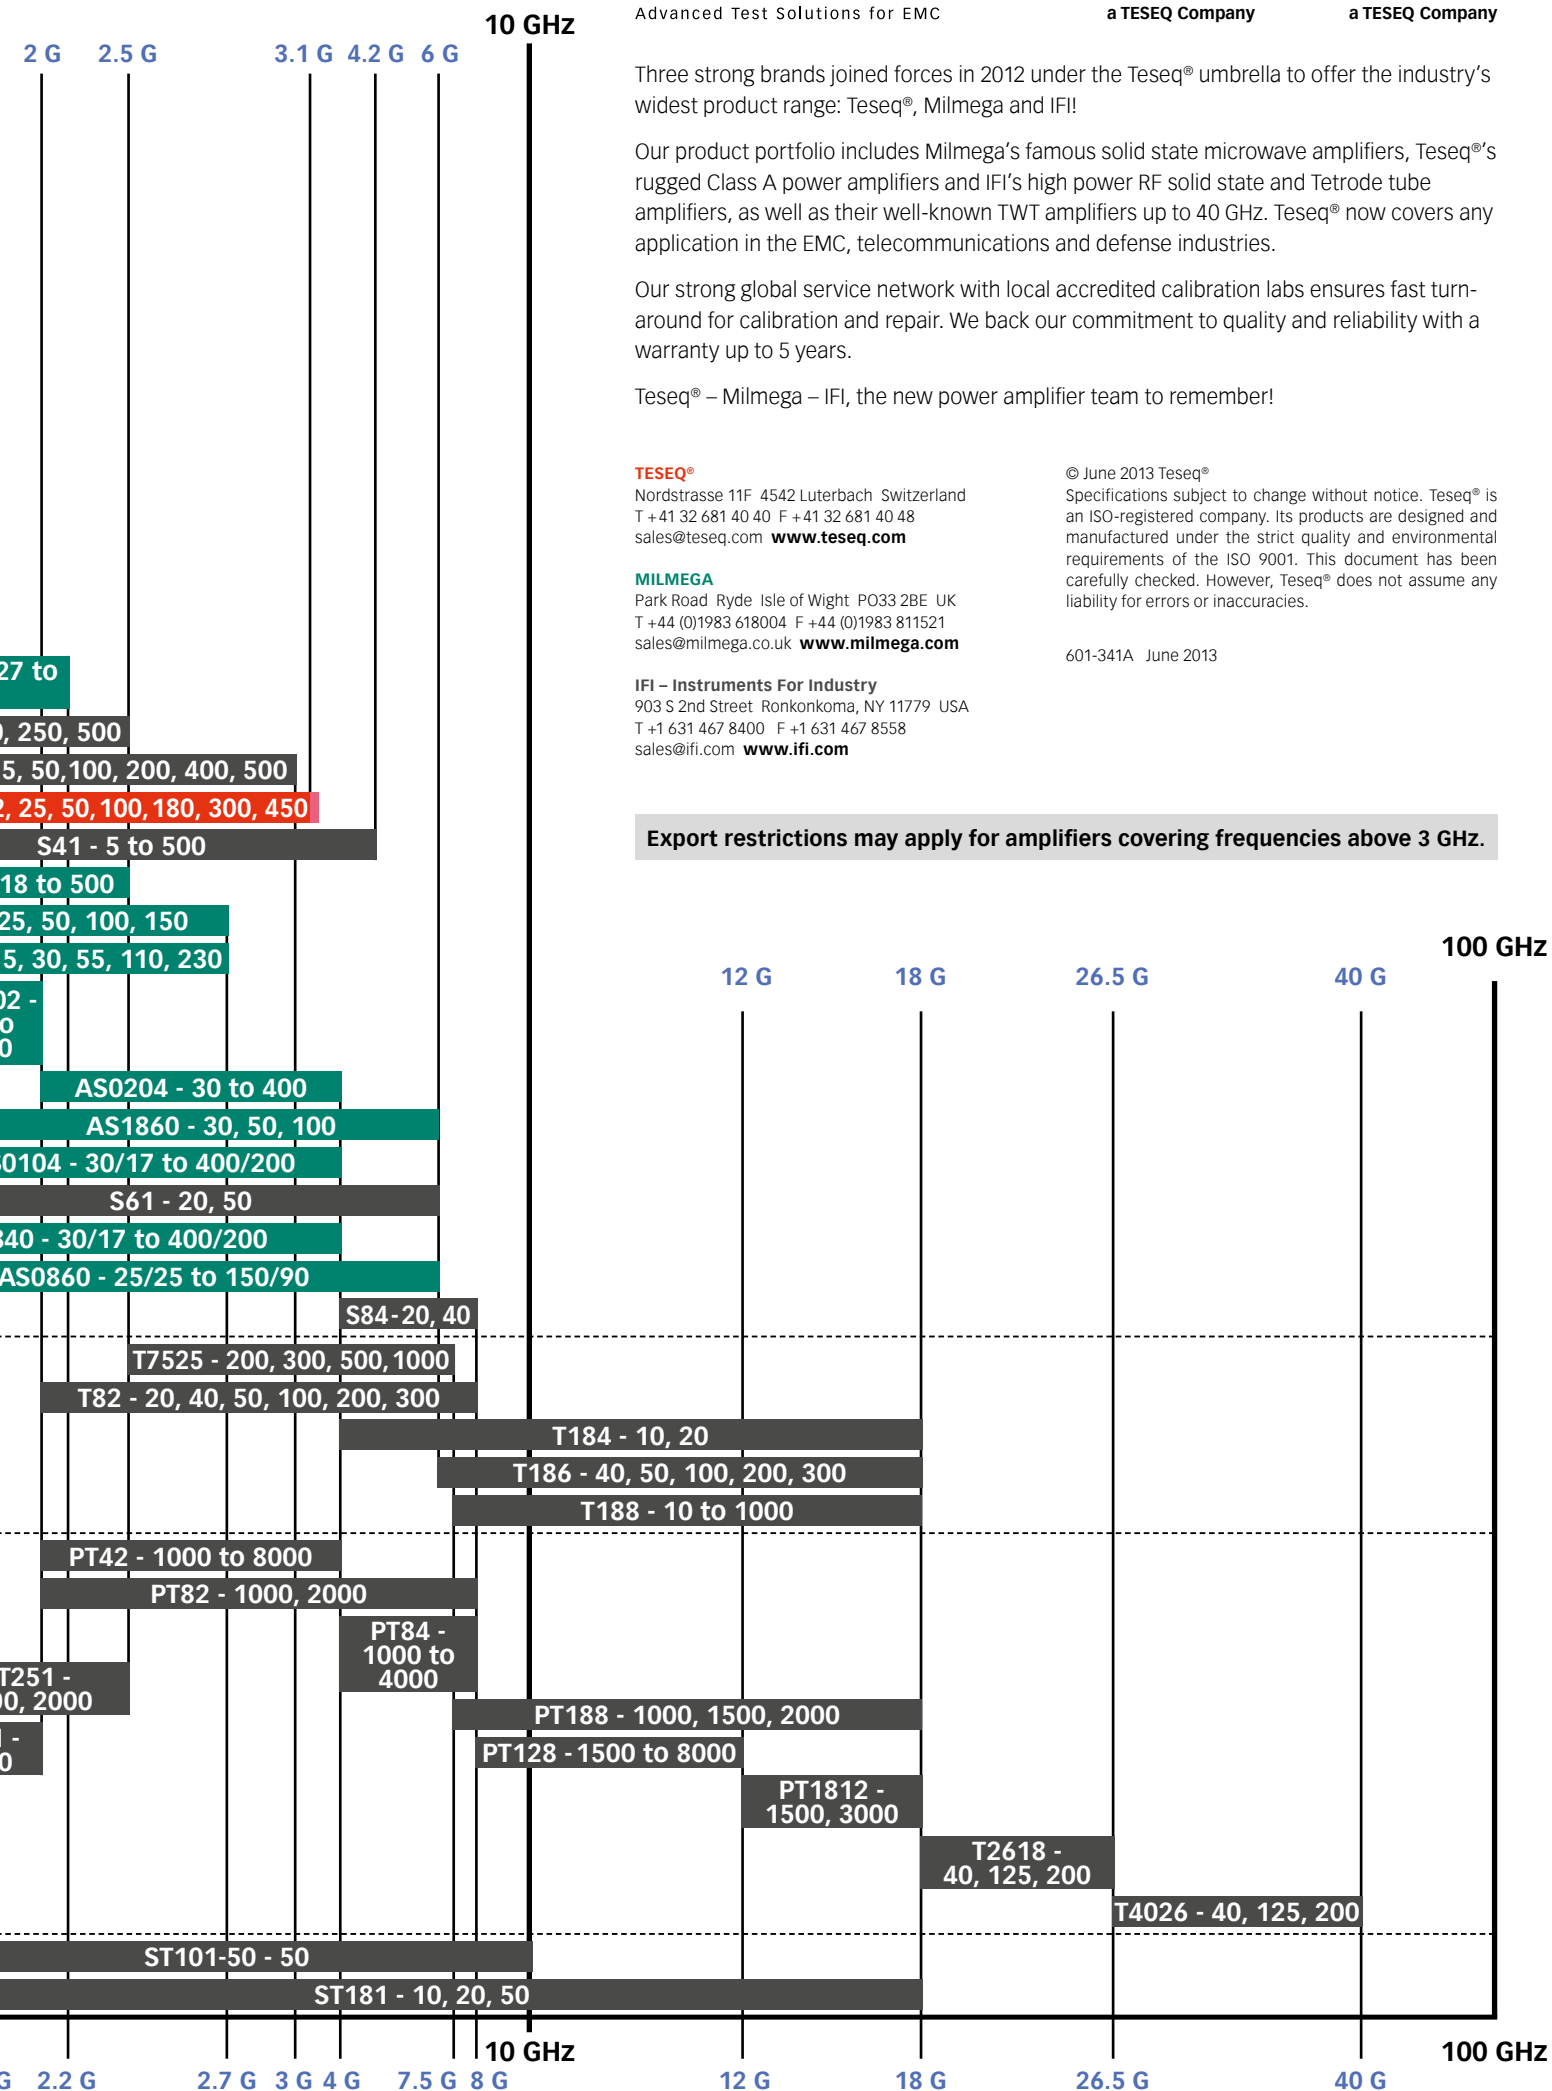 Advanced Test Solutions for EMC
a TESEQ Company
a TESEQ Company
10 GHz
2 G 2.5 G 3.1 G 4.2 G 6 G
Three strong brands joined forces in 2012 under the Teseq® umbrella to offer the industry's
widest product range: Teseq®, Milmega and IFI!
Our product portfolio includes Milmega's famous solid state microwave amplifiers, Teseq®'s
rugged Class A power amplifiers and IFI's high power RF solid state and Tetrode tube
amplifiers, as well as their well-known TWT amplifiers up to 40 GHz. Teseq® now covers any
application in the EMC, telecommunications and defense industries.
Our strong global service network with local accredited calibration labs ensures fast turn-
around for calibration and repair. We back our commitment to quality and reliability with a
warranty up to 5 years.
Teseq® – Milmega – IFI, the new power amplifier team to remember!
TESEQ®
Nordstrasse 11F 4542 Luterbach Switzerland
T +41 32 681 40 40 F +41 32 681 40 48
sales@teseq.com www.teseq.com
MILMEGA
Park Road Ryde Isle of Wight PO33 2BE UK
T +44 (0)1983 618004 F +44 (0)1983 811521
sales@milmega.co.uk www.milmega.com
IFI – Instruments For Industry
903 S 2nd Street Ronkonkoma, NY 11779 USA
T +1 631 467 8400 F +1 631 467 8558
sales@ifi.com www.ifi.com
© June 2013 Teseq®
Specifications subject to change without notice. Teseq® is
an ISO-registered company. Its products are designed and
manufactured under the strict quality and environmental
requirements of the ISO 9001. This document has been
carefully checked. However, Teseq® does not assume any
liability for errors or inaccuracies.
601-341A June 2013
Export restrictions may apply for amplifiers covering frequencies above 3 GHz.
27 to
, 250, 500
5, 50,100, 200, 400, 500
2, 25, 50, 100, 180, 300, 450
S41 - 5 to 500
18 to 500
25, 50, 100, 150
5, 30, 55, 110, 230
100 GHz
12 G 18 G 26.5 G 40 G
02 -
o
0
AS0204 - 30 to 400
AS1860 - 30, 50, 100
0104 - 30/17 to 400/200
S61 - 20, 50
840 - 30/17 to 400/200
AS0860 - 25/25 to 150/90
S84-20, 40
T7525 - 200, 300, 500, 1000
T82 - 20, 40, 50, 100, 200, 300
T184 - 10, 20
T186 - 40, 50, 100, 200, 300
T188 - 10 to 1000
PT42 - 1000 to 8000
PT82 - 1000, 2000
PT84 -
1000 to
4000
T251 -
00, 2000
PT188 - 1000, 1500, 2000
-
0
PT128 - 1500 to 8000
PT1812 -
1500, 3000
T2618 -
40, 125, 200
T4026 - 40, 125, 200
ST101-50 - 50
ST181 - 10, 20, 50
10 GHz
100 GHz
G 2.2 G 2.7 G 3 G 4 G 7.5 G 8 G 12 G 18 G 26.5 G 40 G